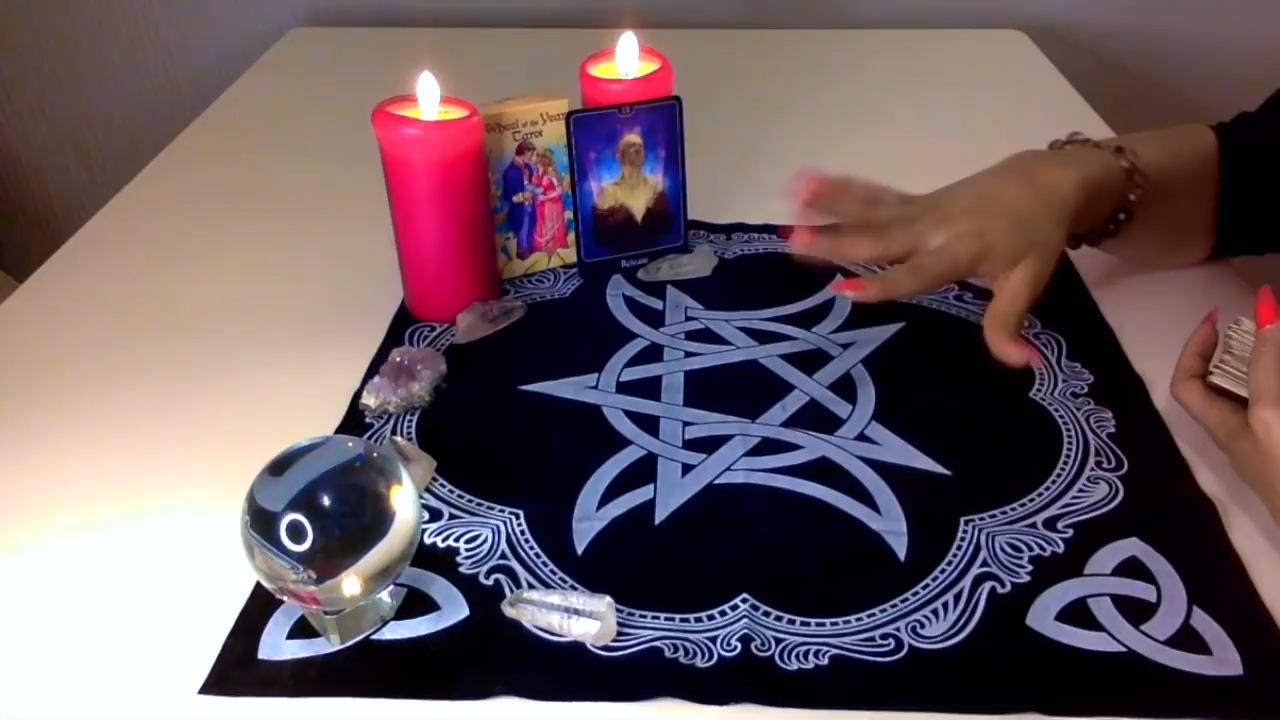 Wheel of the Year
Tarot
Release